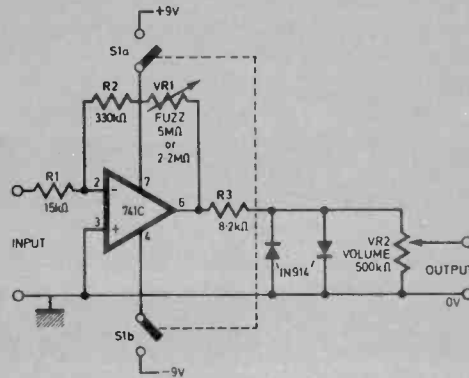 +9V
S1a
R2
330kΩ
VR1
FUZZ
5MΩ
or
2·2MΩ
R1
15kΩ
2
-
7
741C
6
3
+
4
R3
8·2kΩ
INPUT
IN914
VR2
VOLUME
500kΩ
OUTPUT
0V
S1b
-9V